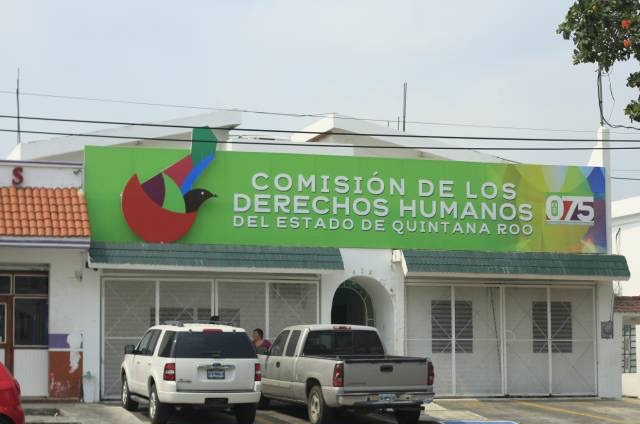 S
COMISIÓN DE LOS
DERECHOS HUMANOS
DEL ESTADO DE QUINTANA ROO
075